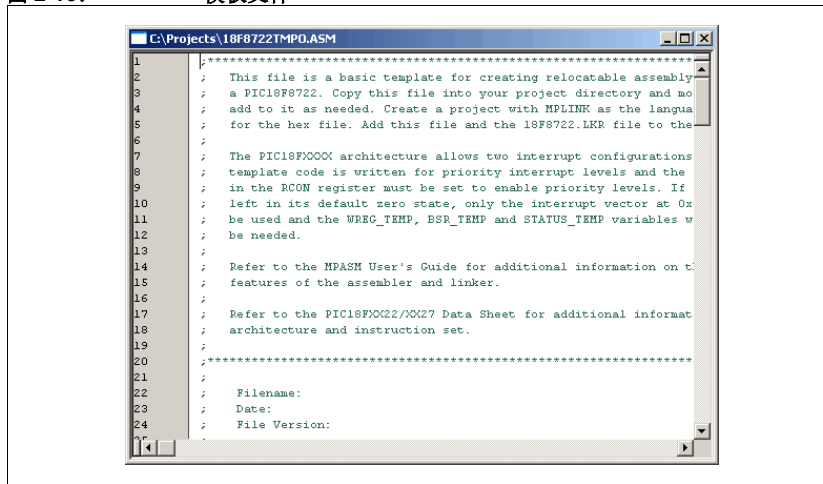 C:\Projects\18F8722TMPO.ASM
1 ;******************************************************************
2 ; This file is a basic template for creating relocatable assembly
3 ; a PIC18F8722. Copy this file into your project directory and mo
4 ; add to it as needed. Create a project with MPLINK as the langua
5 ; for the hex file. Add this file and the 18F8722.LKR file to the
6 ;
7 ; The PIC18FXXXX architecture allows two interrupt configurations
8 ; template code is written for priority interrupt levels and the
9 ; in the RCON register must be set to enable priority levels. If
10 ; left in its default zero state, only the interrupt vector at 0x
11 ; be used and the WREG_TEMP, BSR_TEMP and STATUS_TEMP variables w
12 ; be needed.
13 ;
14 ; Refer to the MPASM User's Guide for additional information on t
15 ; features of the assembler and linker.
16 ;
17 ; Refer to the PIC18FXX22/XX27 Data Sheet for additional informat
18 ; architecture and instruction set.
19 ;
20 ;******************************************************************
21 ;
22 ; Filename:
23 ; Date:
24 ; File Version: